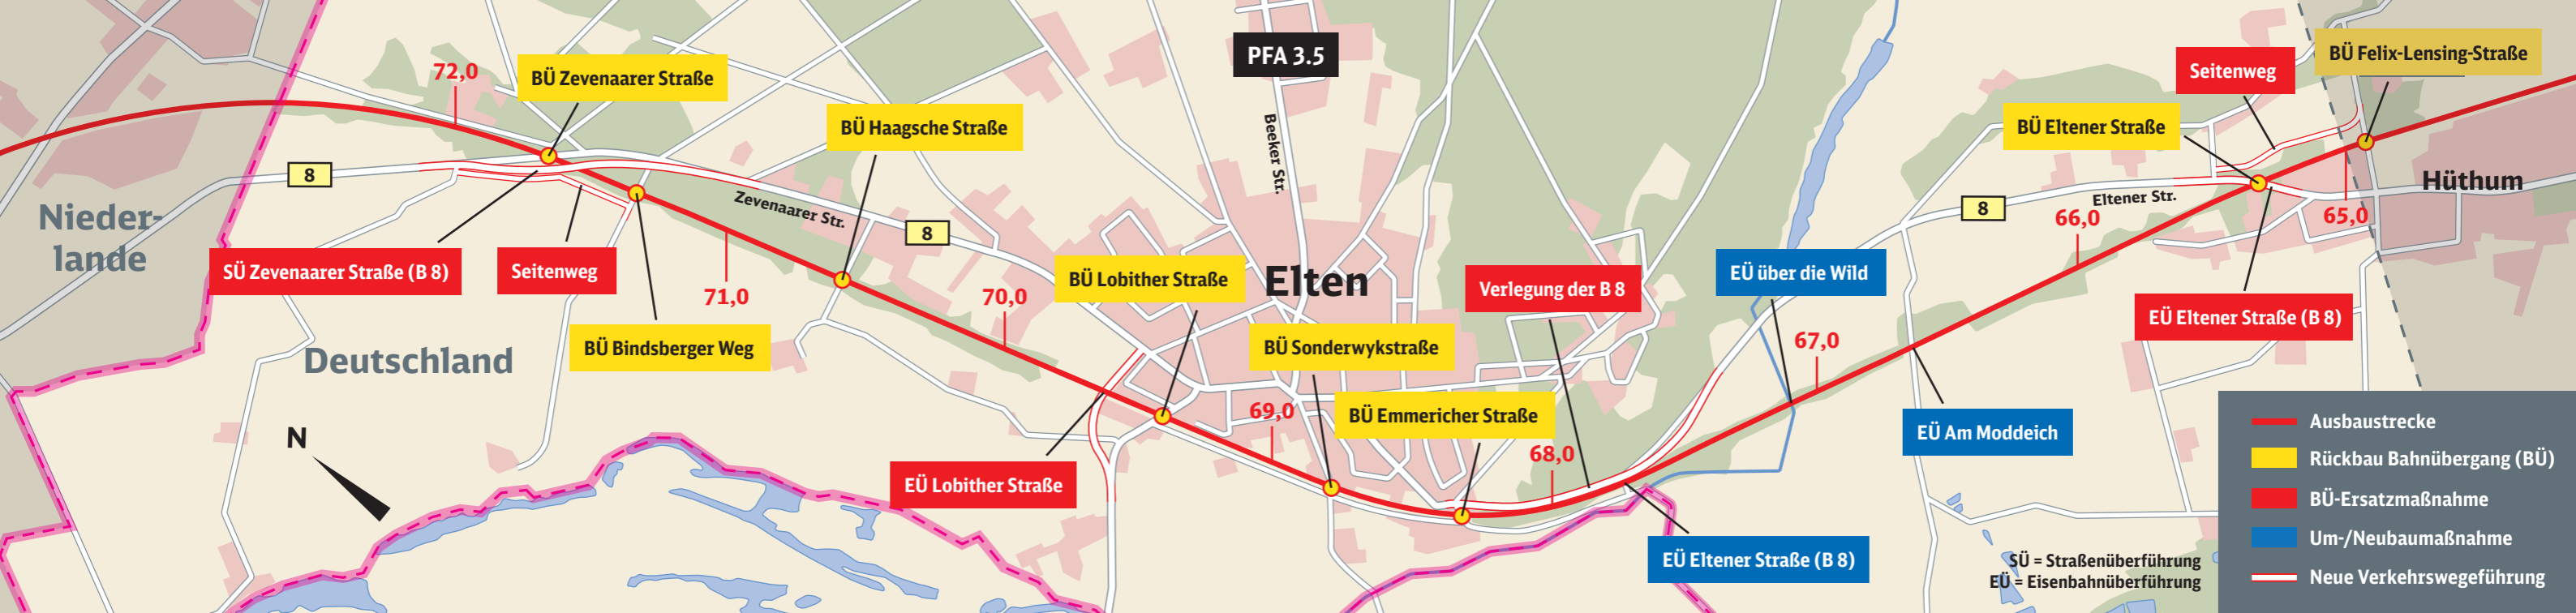 PFA 3.5
BÜ Felix-Lensing-Straße
Seitenweg
72,0
BÜ Zevenaarer Straße
BÜ Haagsche Straße
BÜ Eltener Straße
Beeker Str.
8
Nieder-
lande
Zevenaarer Str.
8
8
Eltener Str.
66,0
65,0
Hüthum
SÜ Zevenaarer Straße (B 8)
Seitenweg
71,0
70,0
BÜ Lobither Straße
Elten
Verlegung der B 8
EÜ über die Wild
EÜ Eltener Straße (B 8)
Deutschland
BÜ Bindsberger Weg
BÜ Sonderwykstraße
67,0
69,0
BÜ Emmericher Straße
68,0
EÜ Am Moddeich
N
EÜ Lobither Straße
EÜ Eltener Straße (B 8)
SÜ = Straßenüberführung
EÜ = Eisenbahnüberführung
Ausbaustrecke
Rückbau Bahnübergang (BÜ)
BÜ-Ersatzmaßnahme
Um-/Neubaumaßnahme
Neue Verkehrswegeführung